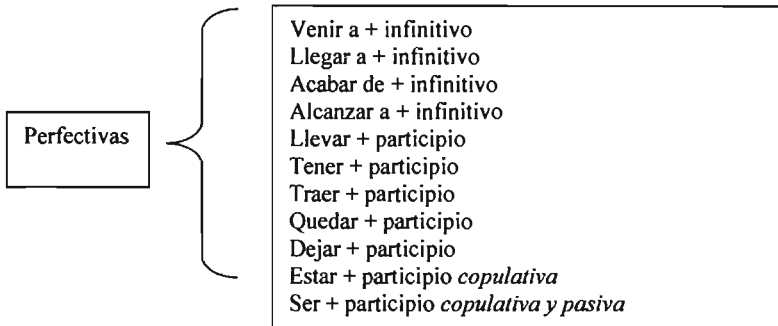 Perfectivas
Venir a + infinitivo
Llegar a + infinitivo
Acabar de + infinitivo
Alcanzar a + infinitivo
Llevar + participio
Tener + participio
Traer + participio
Quedar + participio
Dejar + participio
Estar + participio copulativa
Ser + participio copulativa y pasiva